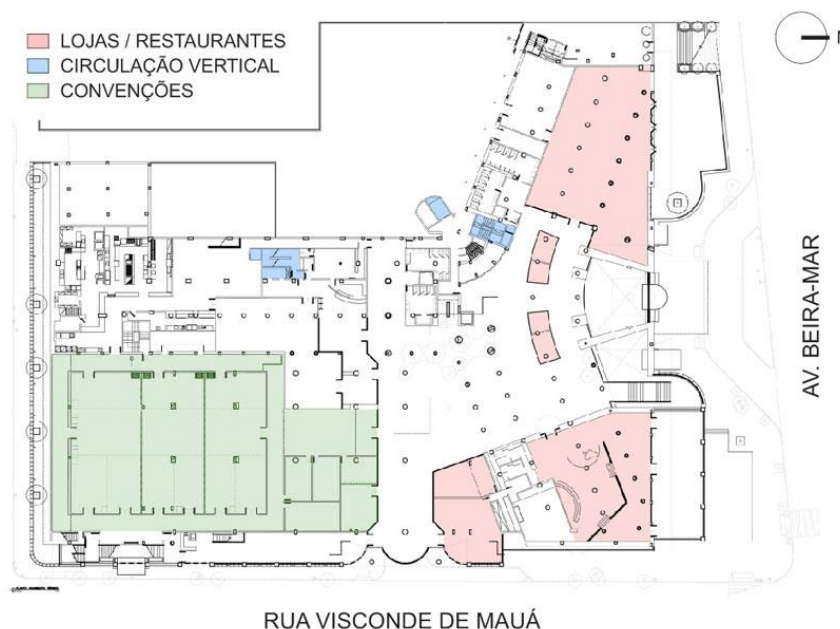 LOJAS / RESTAURANTES
CIRCULAÇÃO VERTICAL
CONVENÇÕES
N
AV. BEIRA-MAR
RUA VISCONDE DE MAUÁ